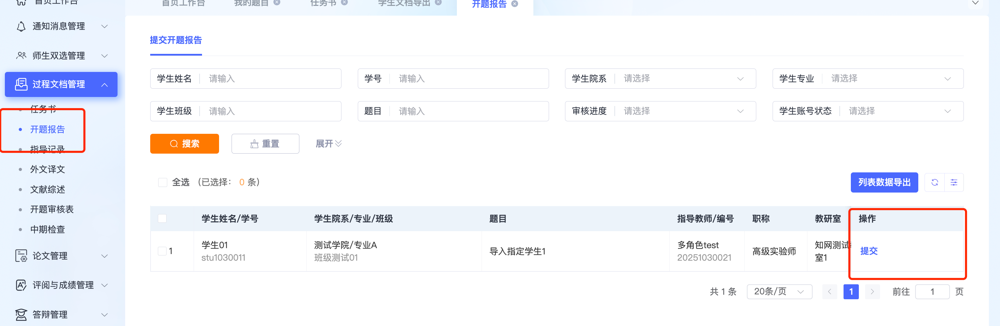 首页工作台
首页工作台
我的题目
任务书
学生文档导出
开题报告
通知消息管理
师生双选管理
过程文档管理
任务书
开题报告
指导记录
外文译文
文献综述
开题审核表
中期检查
论文管理
评阅与成绩管理
答辩管理
提交开题报告
学生姓名 请输入
学号 请输入
学生院系 请选择
学生专业 请选择
学生班级 请输入
题目 请输入
审核进度 请选择
学生账号状态 请选择
搜索
重置
展开
全选 (已选择: 0 条)
列表数据导出
学生姓名/学号 学生院系/专业/班级 题目 指导教师/编号 职称 教研室 操作
1
学生01
stu1030011
测试学院/专业A
班级测试01
导入指定学生1
多角色test
20251030021
高级实验师
知网测试
室1
提交
共 1 条
20条/页
1
前往 1 页